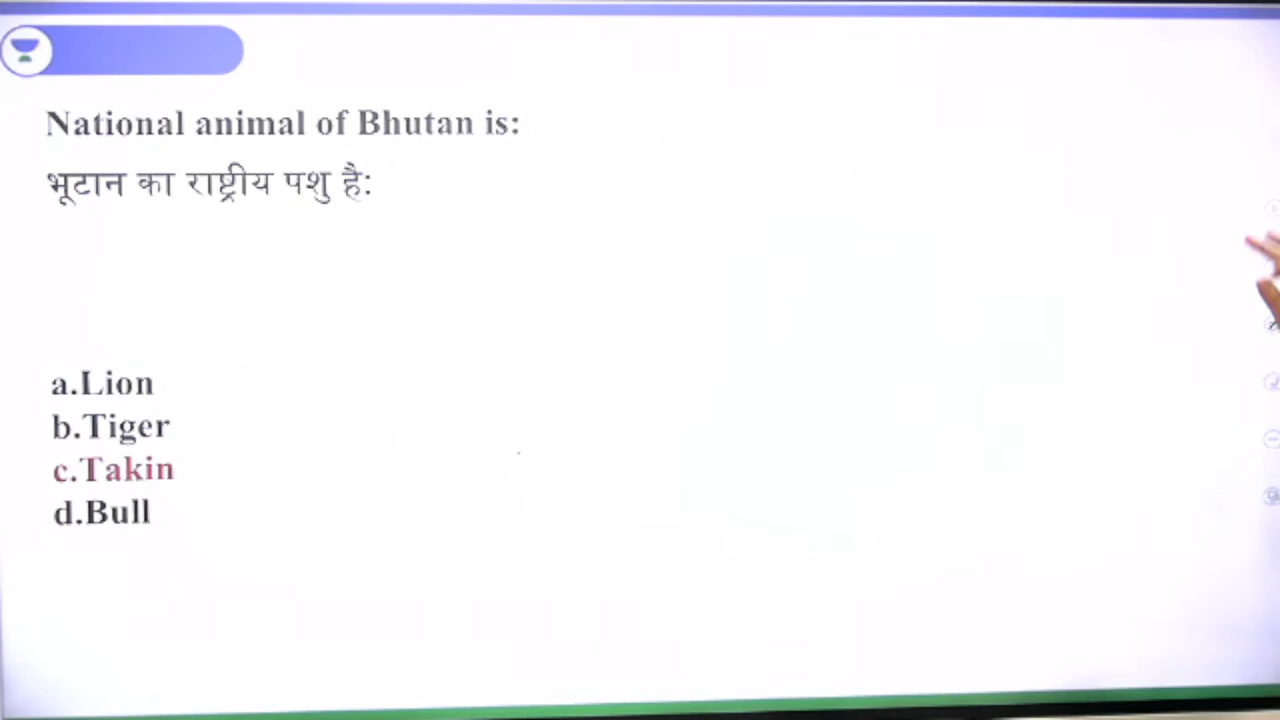 National animal of Bhutan is:
भूटान का राष्ट्रीय पशु है:
a.Lion
b.Tiger
c.Takin
d.Bull